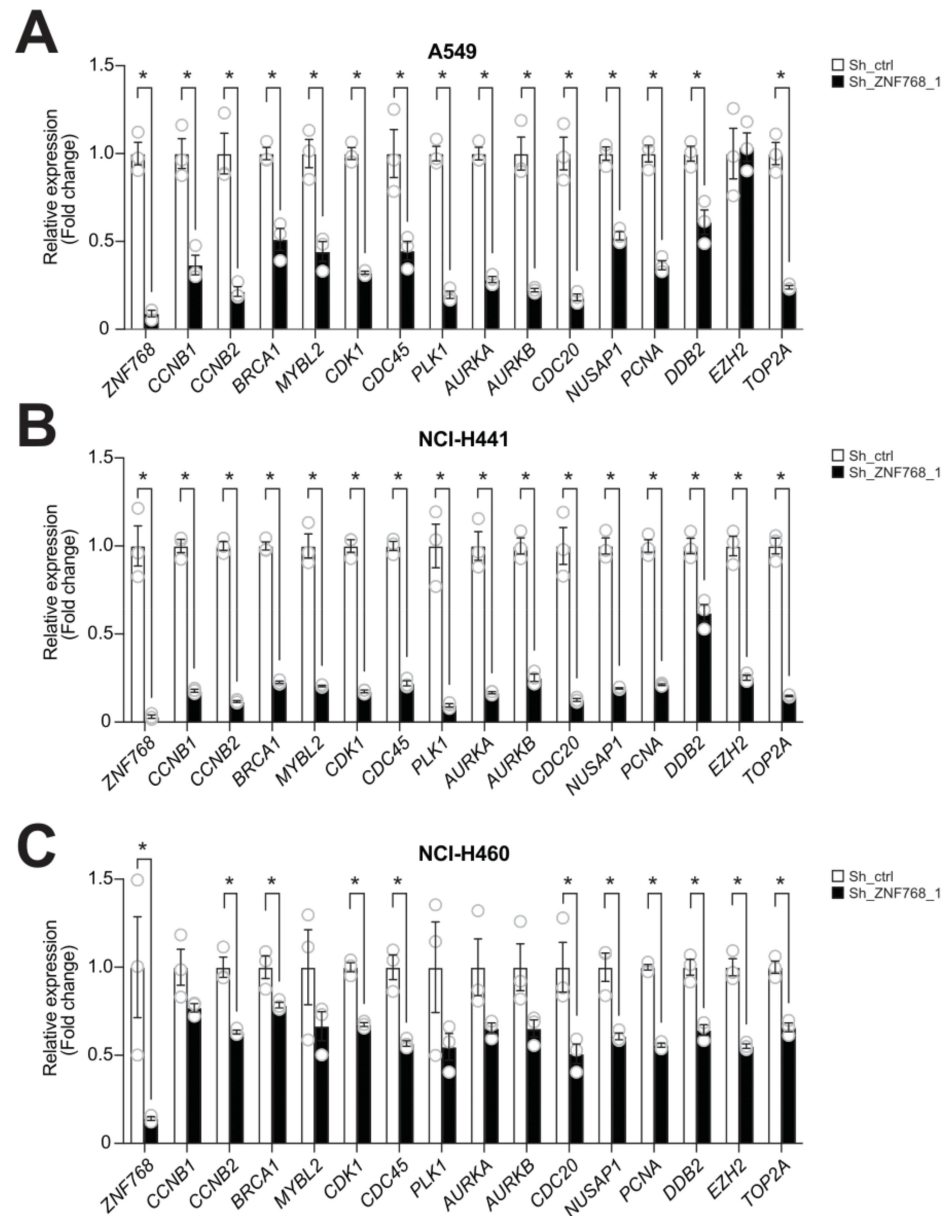 A
A549
Sh_ctrl
Sh_ZNF768_1
Relative expression
(Fold change)
1.5
1.0
0.5
0
* * * * * * * * * * * * * * *
ZNF768 CCNB1 CCNB2 BRCA1 MYBL2 CDK1 CDC45 PLK1 AURKA AURKB CDC20 NUSAP1 PCNA DDB2 EZH2 TOP2A
B
NCI-H441
Sh_ctrl
Sh_ZNF768_1
Relative expression
(Fold change)
1.5
1.0
0.5
0
* * * * * * * * * * * * * * * *
ZNF768 CCNB1 CCNB2 BRCA1 MYBL2 CDK1 CDC45 PLK1 AURKA AURKB CDC20 NUSAP1 PCNA DDB2 EZH2 TOP2A
C
NCI-H460
Sh_ctrl
Sh_ZNF768_1
Relative expression
(Fold change)
1.5
1.0
0.5
0
* * * * * * * * * * *
ZNF768 CCNB1 CCNB2 BRCA1 MYBL2 CDK1 CDC45 PLK1 AURKA AURKB CDC20 NUSAP1 PCNA DDB2 EZH2 TOP2A